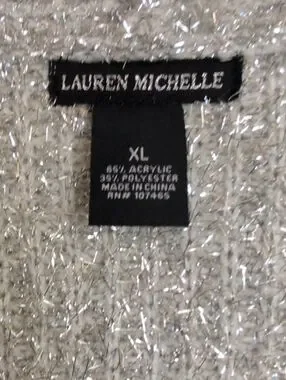 LAUREN MICHELLE
XL
65% ACRYLIC
35% POLYESTER
MADE IN CHINA
RN# 107465